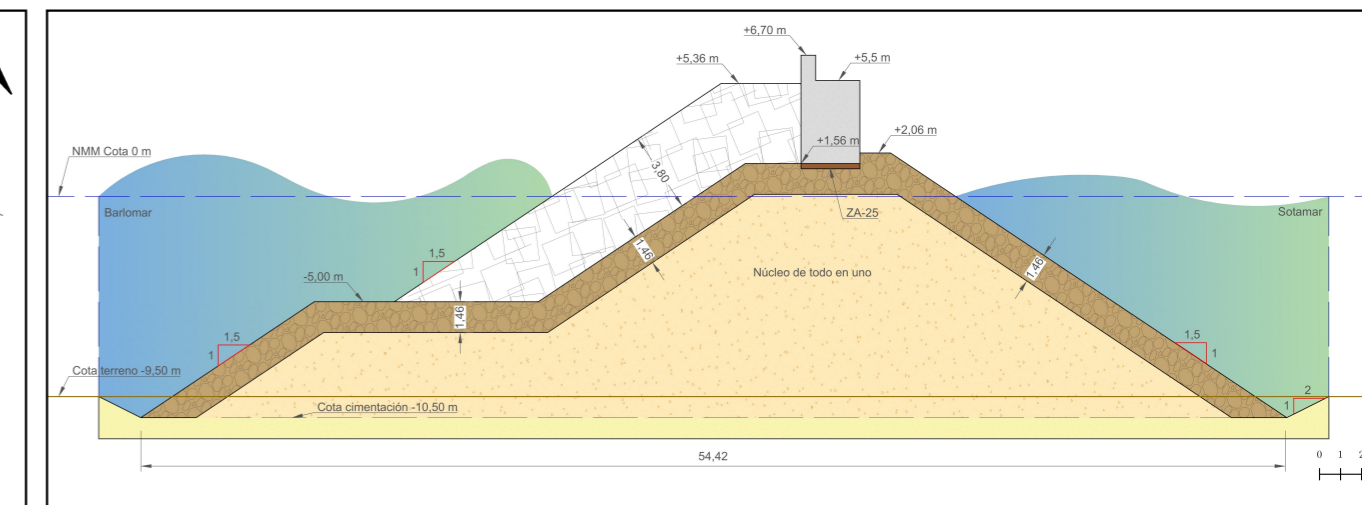 +6,70 m
+5,36 m
+5,5 m
NMM Cota 0 m
+1,56 m
+2,06 m
3,80
Barlomar
ZA-25
Sotamar
1,46
1,5
1
Núcleo de todo en uno
1,46
-5,00 m
1,46
1,5
1
1,5
1
Cota terreno -9,50 m
Cota cimentación -10,50 m
2
1
54,42
0 1 2